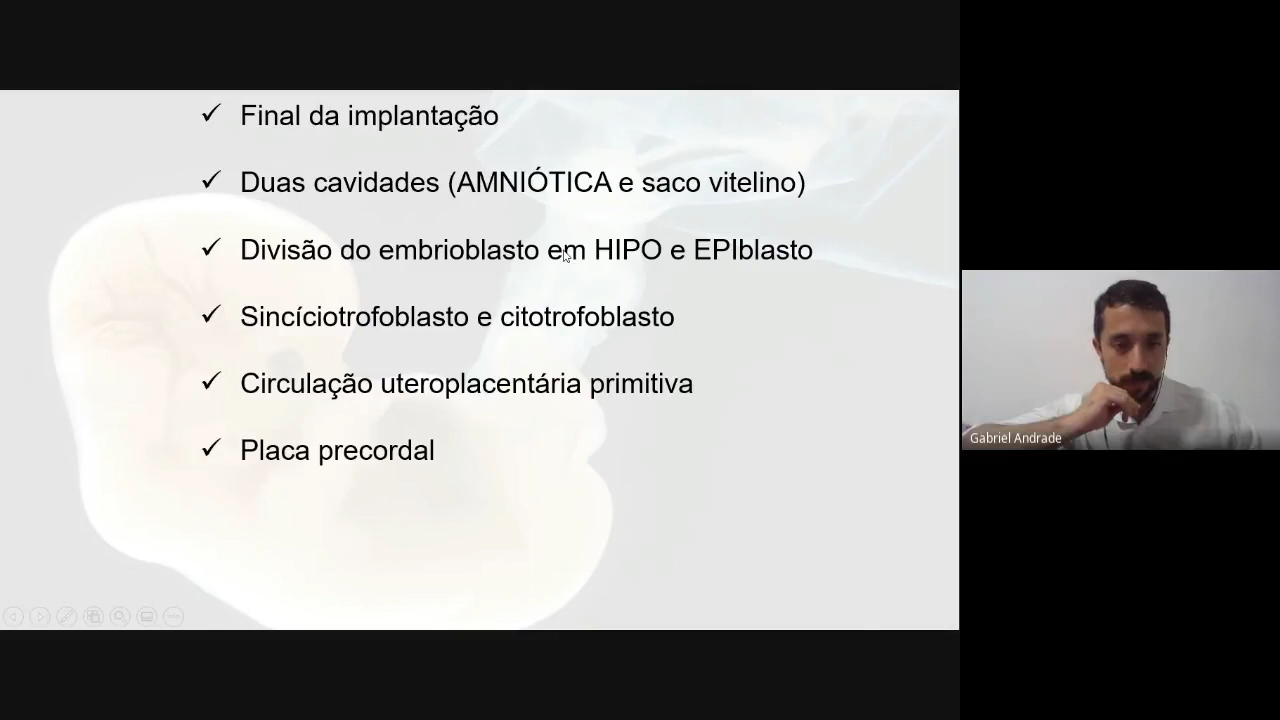 ✓ Final da implantação
✓ Duas cavidades (AMNIÓTICA e saco vitelino)
✓ Divisão do embrioblasto em HIPO e EPIblasto
✓ Sincíciotrofoblasto e citotrofoblasto
✓ Circulação uteroplacentária primitiva
✓ Placa precordal
Gabriel Andrade